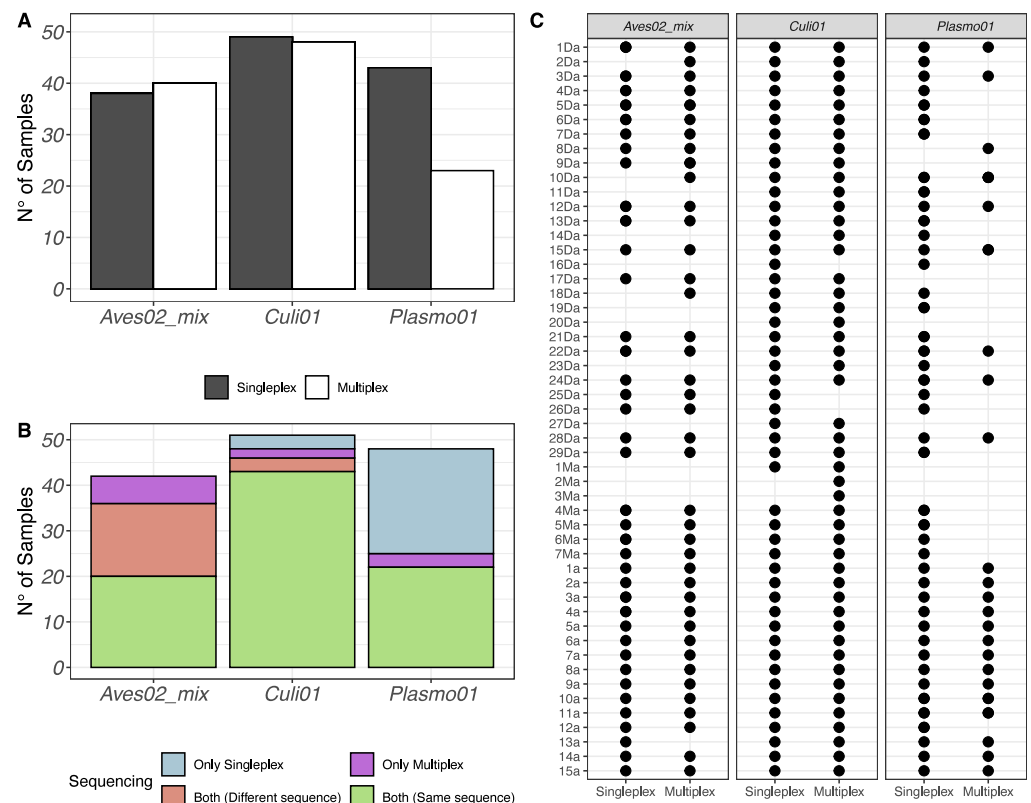 A
N° of Samples
50
40
30
20
10
0
Aves02_mix Culi01 Plasmo01
Singleplex Multiplex
B
N° of Samples
50
40
30
20
10
0
Aves02_mix Culi01 Plasmo01
Sequencing
Only Singleplex Only Multiplex
Both (Different sequence) Both (Same sequence)
C
Aves02_mix Culi01 Plasmo01
1Da
2Da
3Da
4Da
5Da
6Da
7Da
8Da
9Da
10Da
11Da
12Da
13Da
14Da
15Da
16Da
17Da
18Da
19Da
20Da
21Da
22Da
23Da
24Da
25Da
26Da
27Da
28Da
29Da
1Ma
2Ma
3Ma
4Ma
5Ma
6Ma
7Ma
1a
2a
3a
4a
5a
6a
7a
8a
9a
10a
11a
12a
13a
14a
15a
Singleplex Multiplex Singleplex Multiplex Singleplex Multiplex